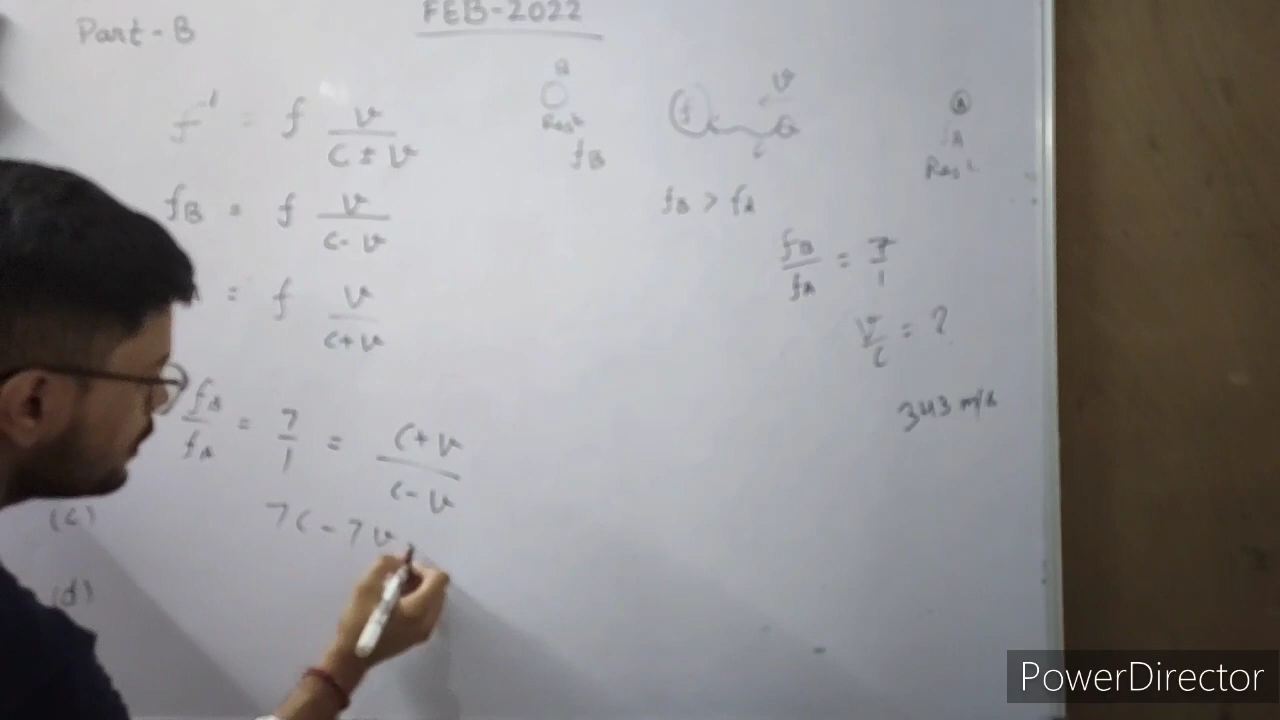 Part-B
FEB-2022
f' = f v / c ± v
B
Rest
fB
f
v
c
A
Rest
fB = f v / c - v
fB > fA
= f v / c + v
fB / fA = 7 / 1
v / c = ?
343 m/s
fB / fA = 7 / 1 = c + v / c - v
7c - 7v
(c)
(d)
PowerDirector